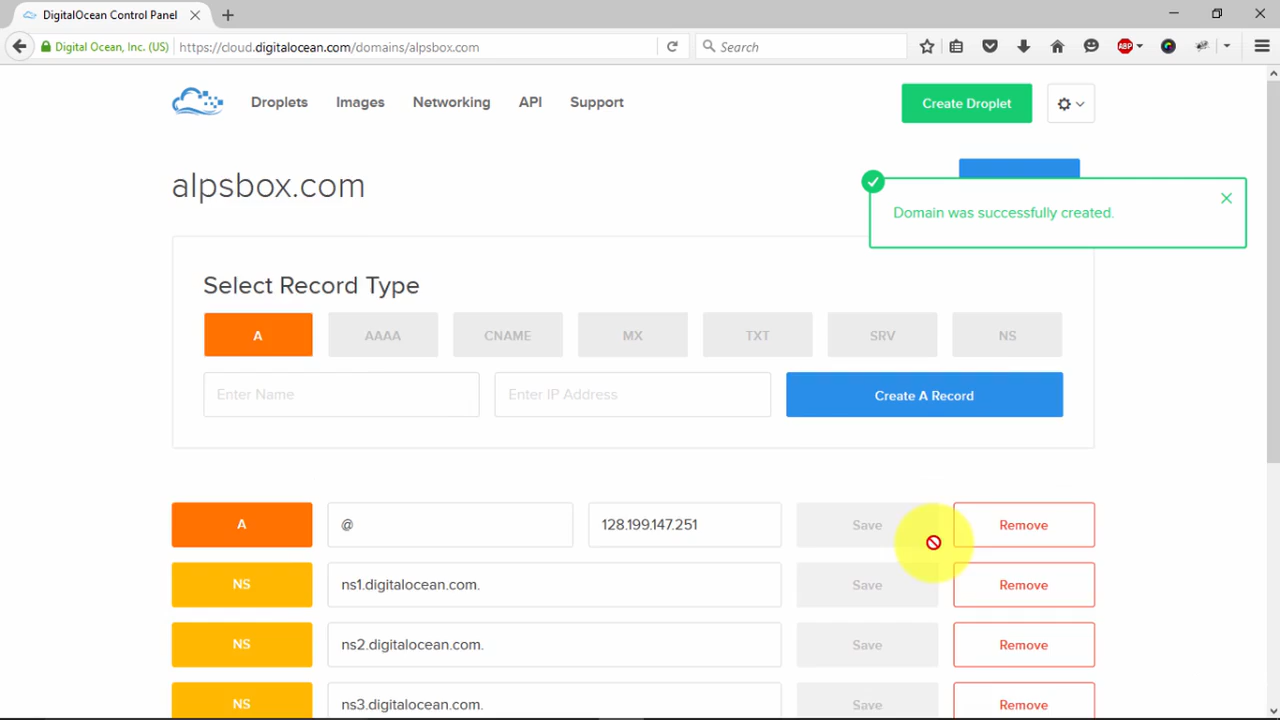 DigitalOcean Control Panel
Digital Ocean, Inc. (US)
https://cloud.digitalocean.com/domains/alpsbox.com
Search
ABP
Droplets
Images
Networking
API
Support
Create Droplet
alpsbox.com
Domain was successfully created.
Select Record Type
A
AAAA
CNAME
MX
TXT
SRV
NS
Enter Name
Enter IP Address
Create A Record
A
@
128.199.147.251
Save
Remove
NS
ns1.digitalocean.com.
Save
Remove
NS
ns2.digitalocean.com.
Save
Remove
NS
ns3.digitalocean.com.
Save
Remove